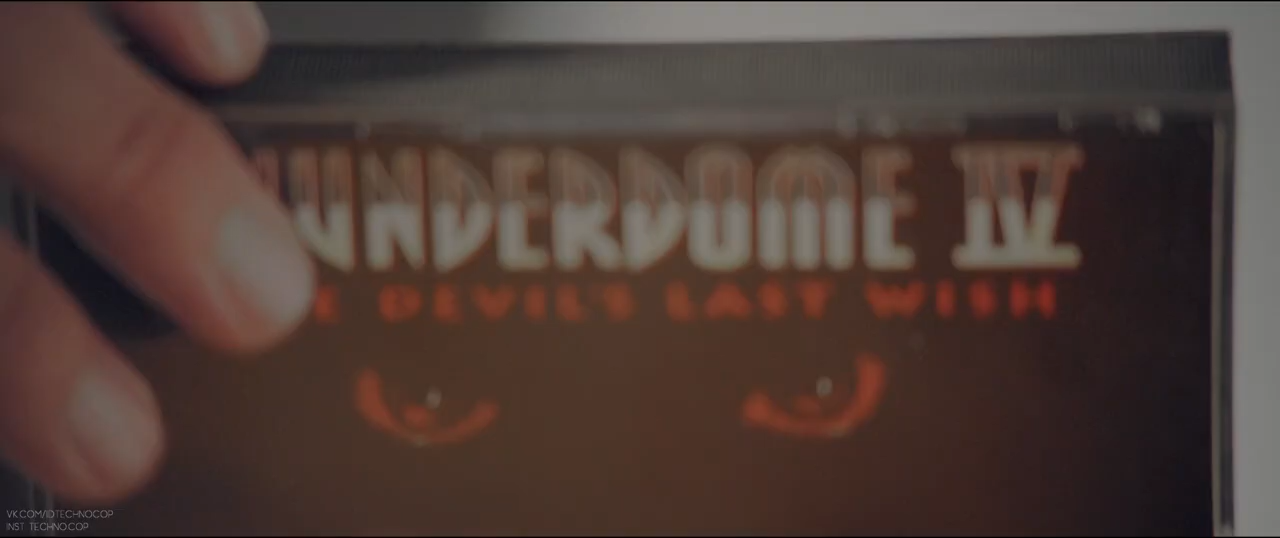 UNDERDOME IV
E DEVIL'S LAST WISH
VK.COM/IDTECHNOCOP
INST TECHNO.COP